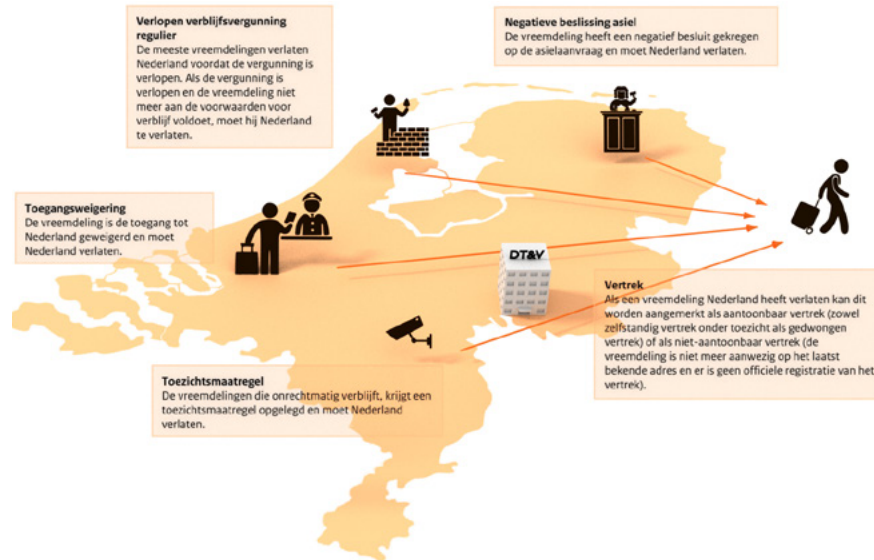 Verlopen verblijfsvergunning
regulier
De meeste vreemdelingen verlaten
Nederland voordat de vergunning is
verlopen. Als de vergunning is
verlopen en de vreemdeling niet
meer aan de voorwaarden voor
verblijf voldoet, moet hij Nederland
te verlaten.
Negatieve beslissing asiel
De vreemdeling heeft een negatief besluit gekregen
op de asielaanvraag en moet Nederland verlaten.
Toegangsweigering
De vreemdeling is de toegang tot
Nederland geweigerd en moet
Nederland verlaten.
DT&V
Vertrek
Als een vreemdeling Nederland heeft verlaten kan dit
worden aangemerkt als aantoonbaar vertrek (zowel
zelfstandig vertrek onder toezicht als gedwongen
vertrek) of als niet-aantoonbaar vertrek (de
vreemdeling is niet meer aanwezig op het laatst
bekende adres en er is geen officiele registratie van het
vertrek).
Toezichtsmaatregel
De vreemdelingen die onrechtmatig verblijft, krijgt een
toezichtsmaatregel opgelegd en moet Nederland
verlaten.